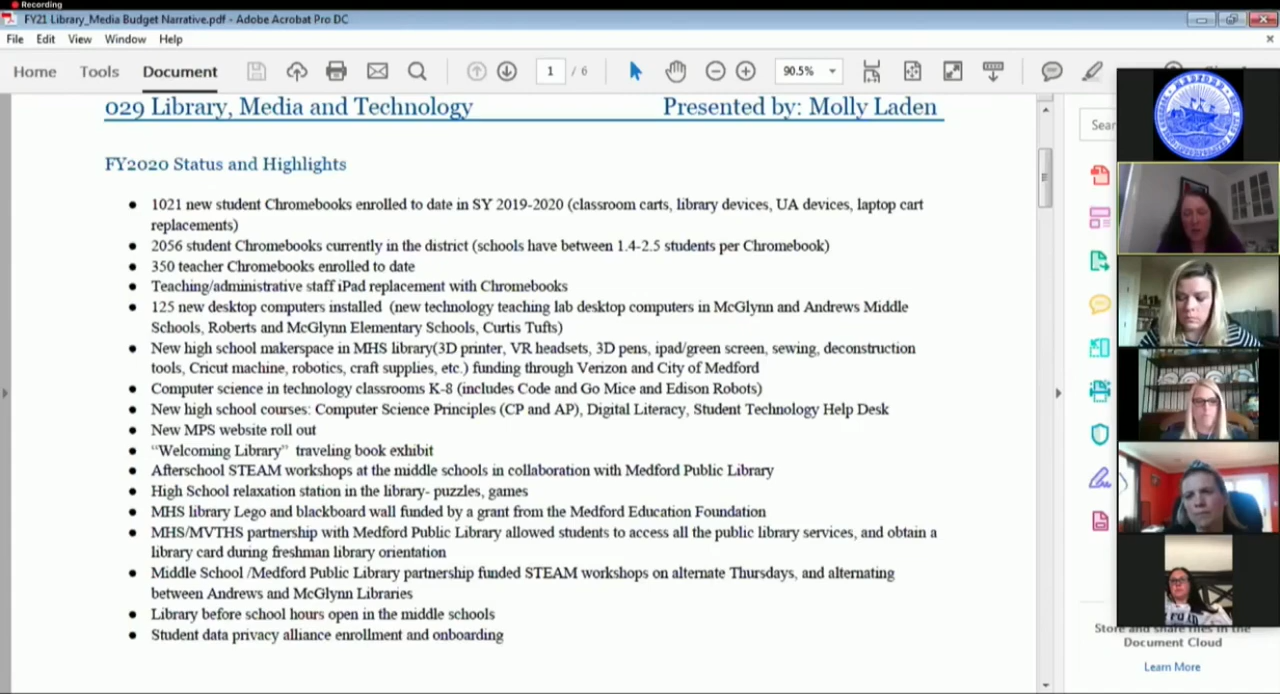 Recording
FY21 Library_Media Budget Narrative.pdf - Adobe Acrobat Pro DC
File Edit View Window Help
Home Tools Document 1 / 6 90.5%
029 Library, Media and Technology Presented by: Molly Laden
FY2020 Status and Highlights
• 1021 new student Chromebooks enrolled to date in SY 2019-2020 (classroom carts, library devices, UA devices, laptop cart
replacements)
• 2056 student Chromebooks currently in the district (schools have between 1.4-2.5 students per Chromebook)
• 350 teacher Chromebooks enrolled to date
• Teaching/administrative staff iPad replacement with Chromebooks
• 125 new desktop computers installed (new technology teaching lab desktop computers in McGlynn and Andrews Middle
Schools, Roberts and McGlynn Elementary Schools, Curtis Tufts)
• New high school makerspace in MHS library(3D printer, VR headsets, 3D pens, ipad/green screen, sewing, deconstruction
tools, Cricut machine, robotics, craft supplies, etc.) funding through Verizon and City of Medford
• Computer science in technology classrooms K-8 (includes Code and Go Mice and Edison Robots)
• New high school courses: Computer Science Principles (CP and AP), Digital Literacy, Student Technology Help Desk
• New MPS website roll out
• “Welcoming Library” traveling book exhibit
• Afterschool STEAM workshops at the middle schools in collaboration with Medford Public Library
• High School relaxation station in the library- puzzles, games
• MHS library Lego and blackboard wall funded by a grant from the Medford Education Foundation
• MHS/MVTHS partnership with Medford Public Library allowed students to access all the public library services, and obtain a
library card during freshman library orientation
• Middle School /Medford Public Library partnership funded STEAM workshops on alternate Thursdays, and alternating
between Andrews and McGlynn Libraries
• Library before school hours open in the middle schools
• Student data privacy alliance enrollment and onboarding
Sear
MEDFORD
Store and share files in the
Document Cloud
Learn More